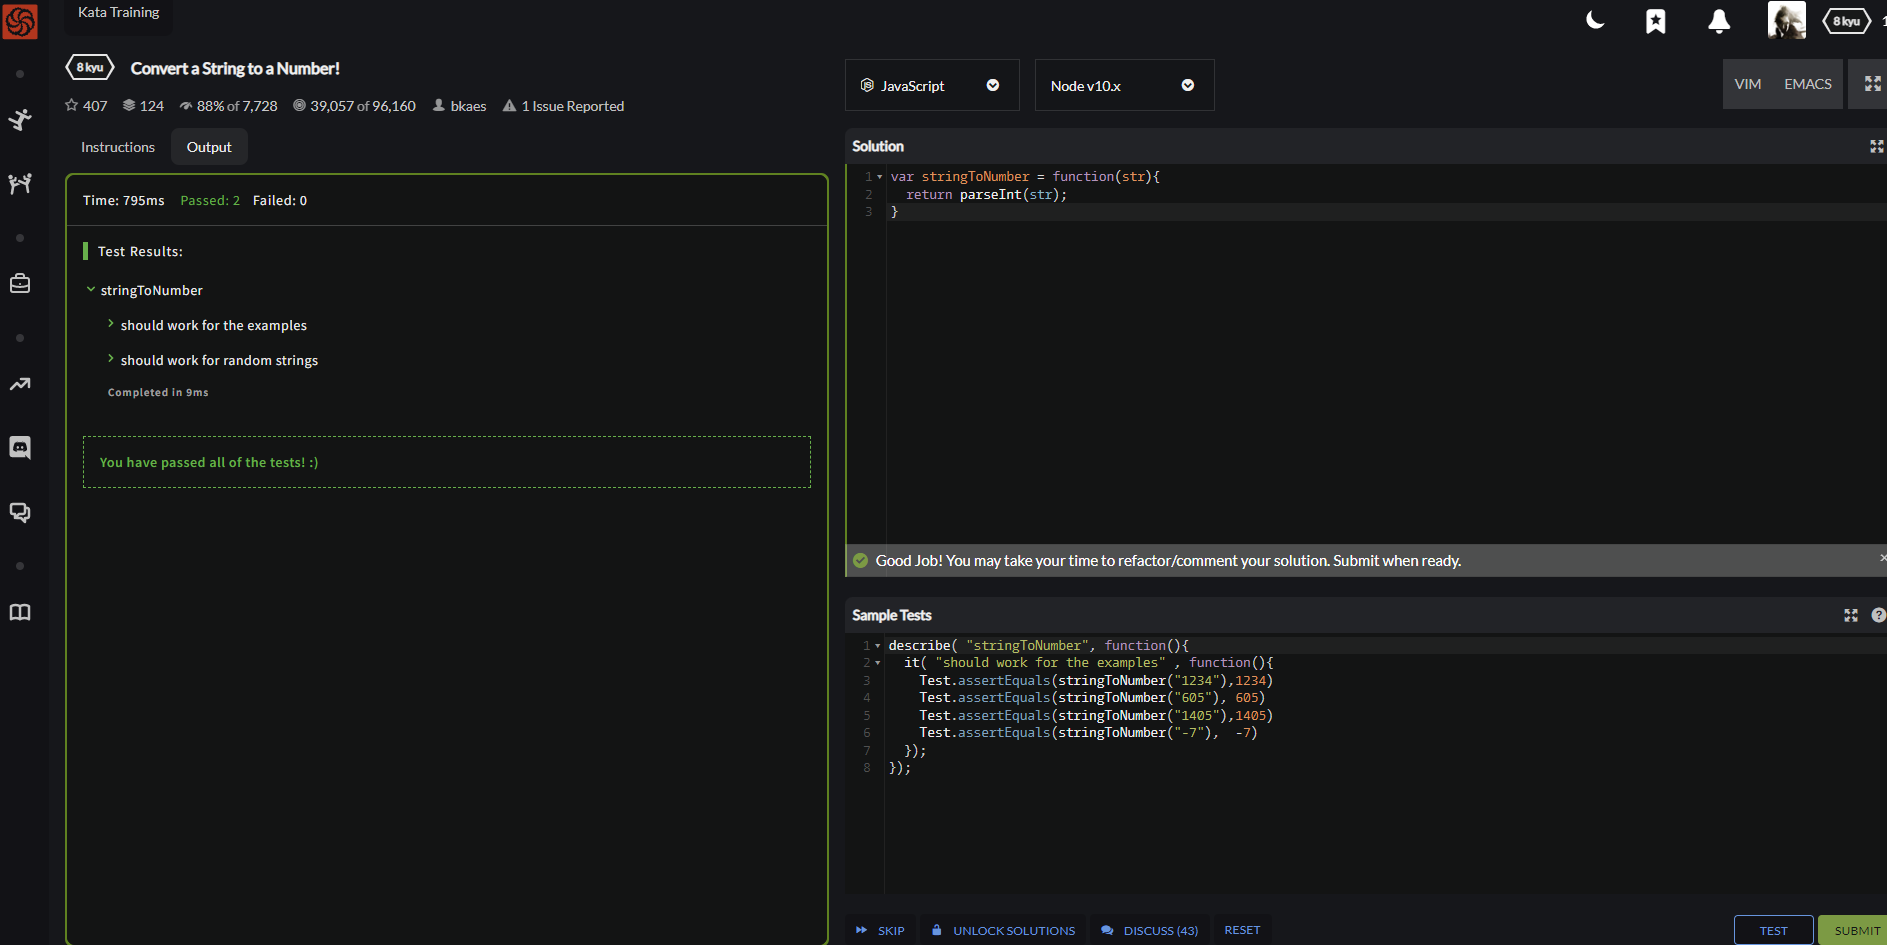 Kata Training
8 kyu
8 kyu Convert a String to a Number!
407 124 88% of 7,728 39,057 of 96,160 bkaes 1 Issue Reported
Instructions Output
Time: 795ms Passed: 2 Failed: 0
Test Results:
stringToNumber
should work for the examples
should work for random strings
Completed in 9ms
You have passed all of the tests! :)
JavaScript Node v10.x VIM EMACS
Solution
1 var stringToNumber = function(str){
2 return parseInt(str);
3 }
Good Job! You may take your time to refactor/comment your solution. Submit when ready.
Sample Tests
1 describe( "stringToNumber", function(){
2 it( "should work for the examples" , function(){
3 Test.assertEquals(stringToNumber("1234"),1234)
4 Test.assertEquals(stringToNumber("605"), 605)
5 Test.assertEquals(stringToNumber("1405"),1405)
6 Test.assertEquals(stringToNumber("-7"), -7)
7 });
8 });
SKIP UNLOCK SOLUTIONS DISCUSS (43) RESET TEST SUBMIT